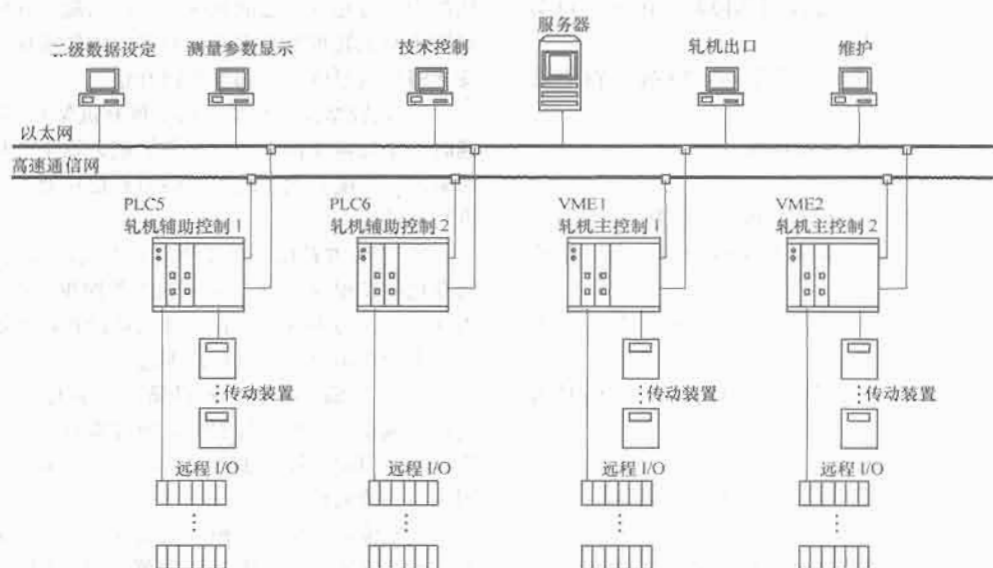 服务器
二级数据设定
测量参数显示
技术控制
轧机出口
维护
以太网
高速通信网
PLC5
轧机辅助控制 1
PLC6
轧机辅助控制 2
VME1
轧机主控制 1
VME2
轧机主控制 2
传动装置
传动装置
传动装置
远程 I/O
远程 I/O
远程 I/O
远程 I/O